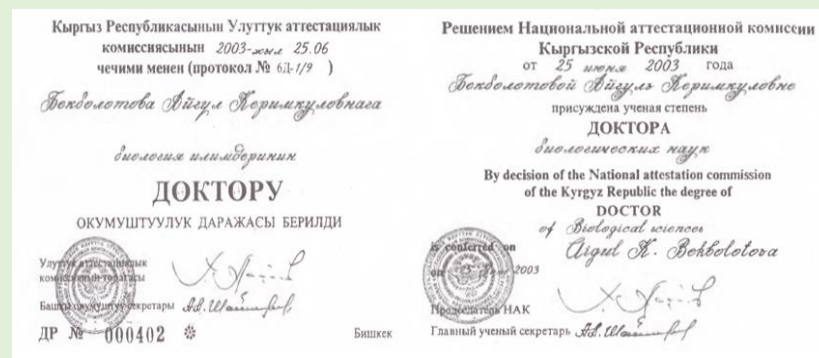 Кыргыз Республикасынын Улуттук аттестациялык
комиссиясынын 2003-жыл 25.06
чечими менен (протокол № 6Д-1/9 )
Бекболотова Айгул Керимкуловнага
биология илимдеринин
ДОКТОРУ
ОКУМУШТУУЛУК ДАРАЖАСЫ БЕРИЛДИ
Улуттук аттестациялык
комиссиянын төрагасы
Башкы окумуштуу секретары
ДР № 000402 Бишкек
Решением Национальной аттестационной комиссии
Кыргызской Республики
от 25 июня 2003 года
Бекболотовой Айгуль Керимкуловне
присуждена ученая степень
ДОКТОРА
биологических наук
By decision of the National attestation commission
of the Kyrgyz Republic the degree of
DOCTOR
of Biological sciences
is conferred on Aigul K. Bekbolotova
on 25 2003
Председатель НАК
Главный ученый секретарь